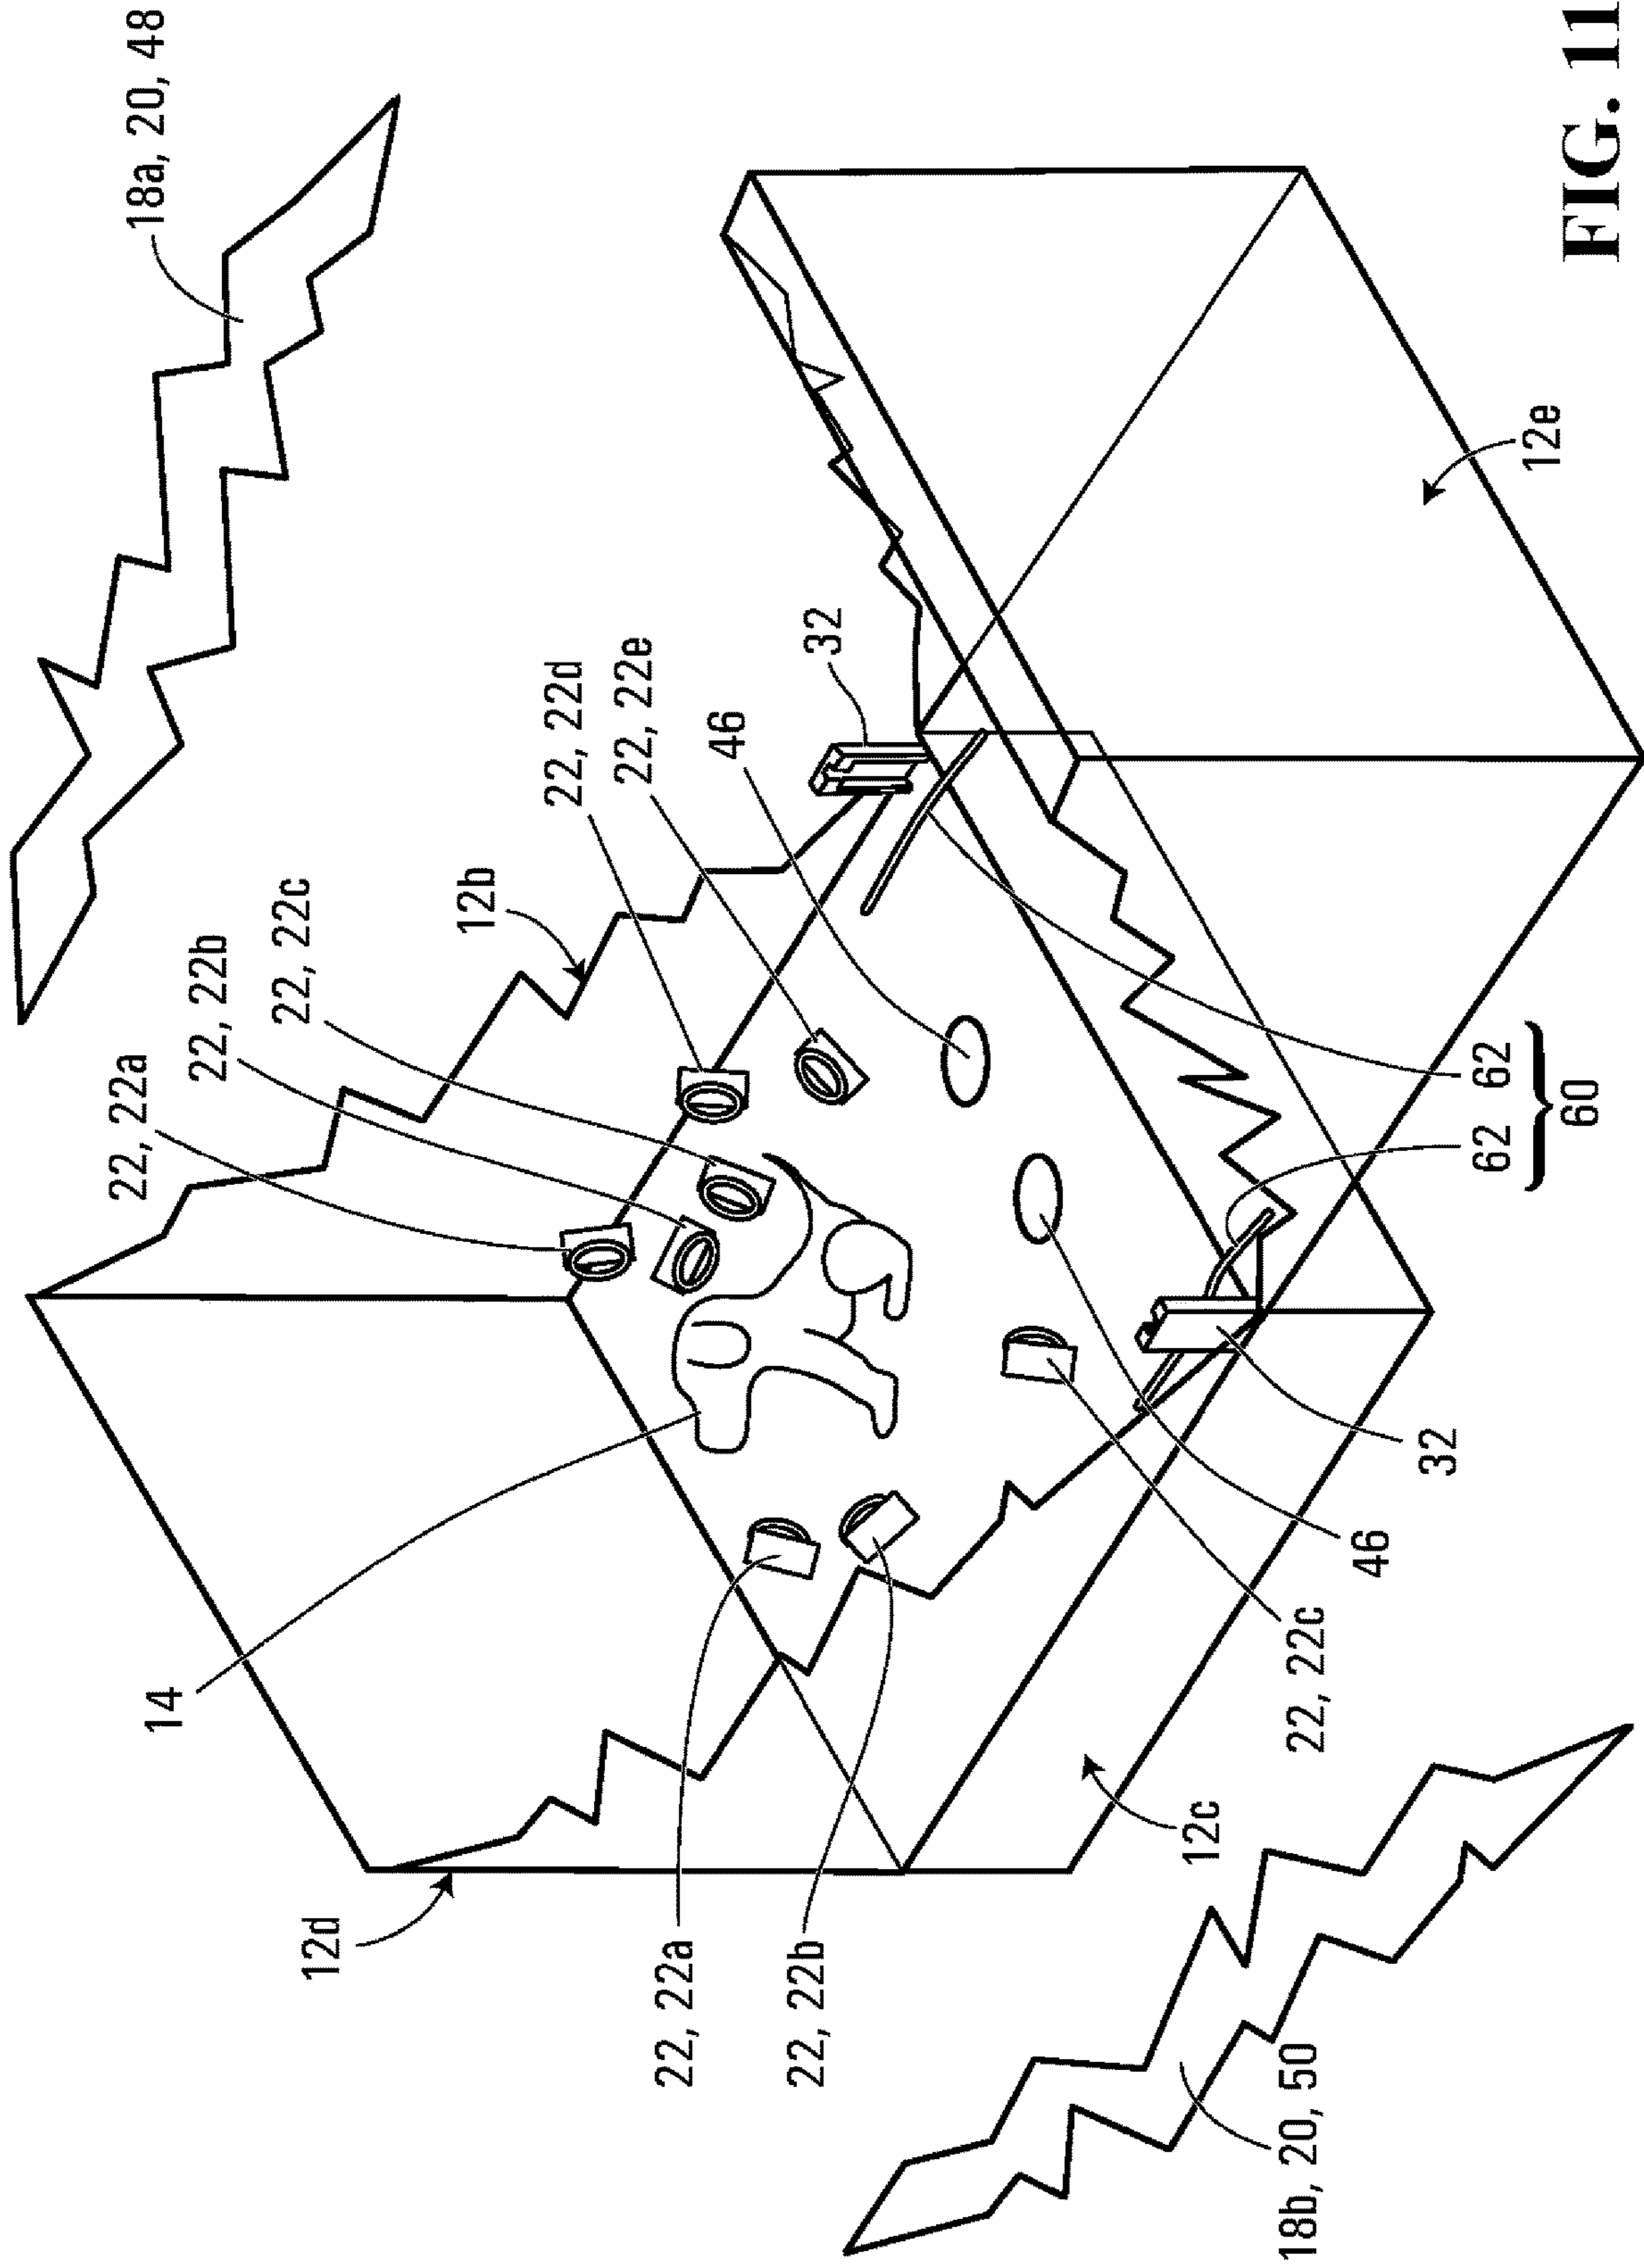 18a, 20, 48
22, 22a
22, 22b
22, 22c
12b
22, 22d
22, 22e
46
32
14
12d
22, 22a
22, 22b
18b, 20, 50
12c
22, 22c
46
32
62
62
60
12e
FIG. 11